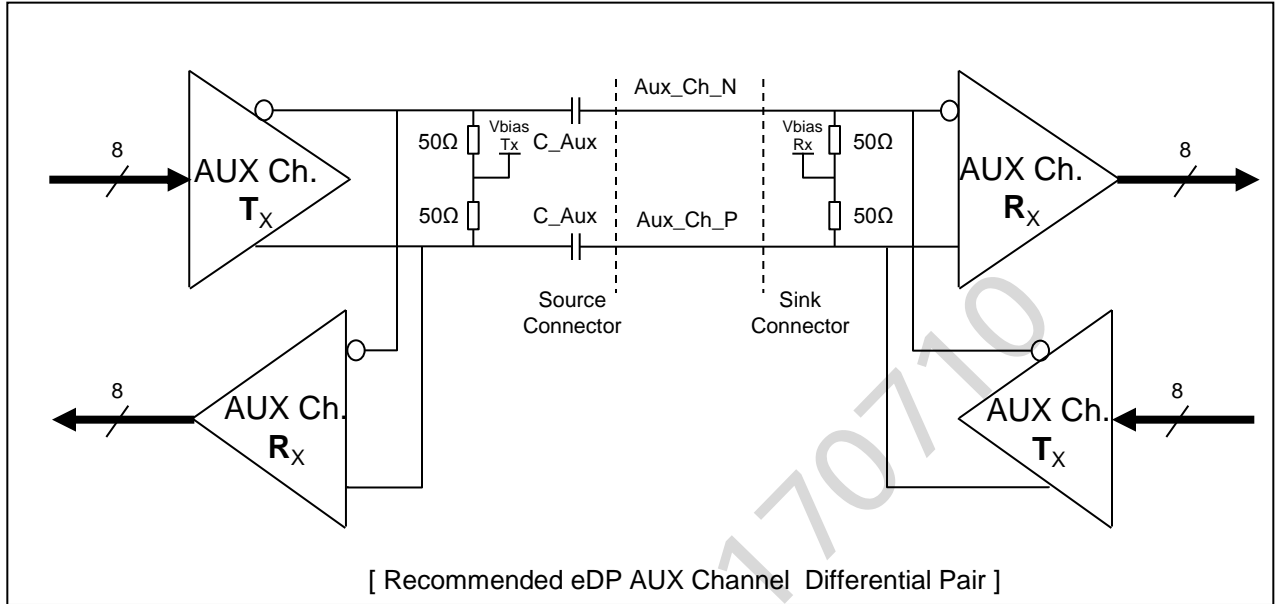 Aux_Ch_N
Vbias
Tx
C_Aux
50Ω
50Ω
C_Aux
Vbias
Rx
50Ω
50Ω
Aux_Ch_P
8
AUX Ch.
TX
8
AUX Ch.
RX
Source
Connector
Sink
Connector
8
AUX Ch.
RX
8
AUX Ch.
TX
170710
[ Recommended eDP AUX Channel Differential Pair ]